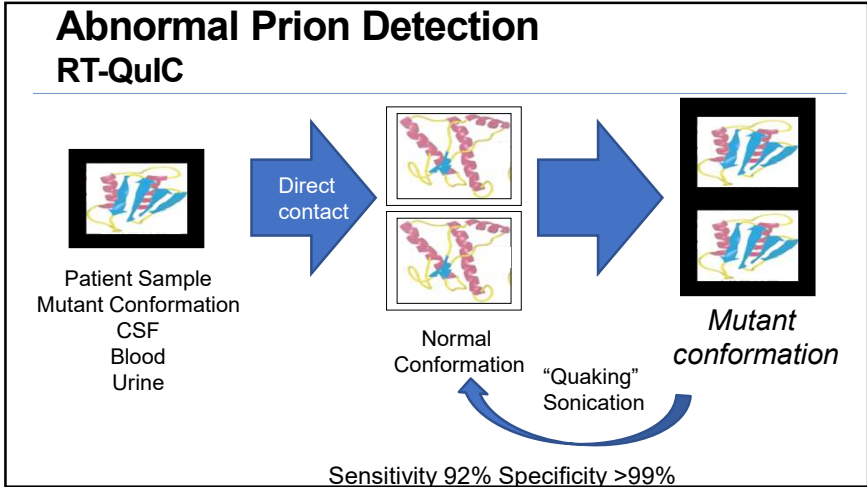 Abnormal Prion Detection
RT-QuIC
Direct
contact
Patient Sample
Mutant Conformation
CSF
Blood
Urine
Normal
Conformation
Mutant
conformation
“Quaking”
Sonication
Sensitivity 92% Specificity >99%